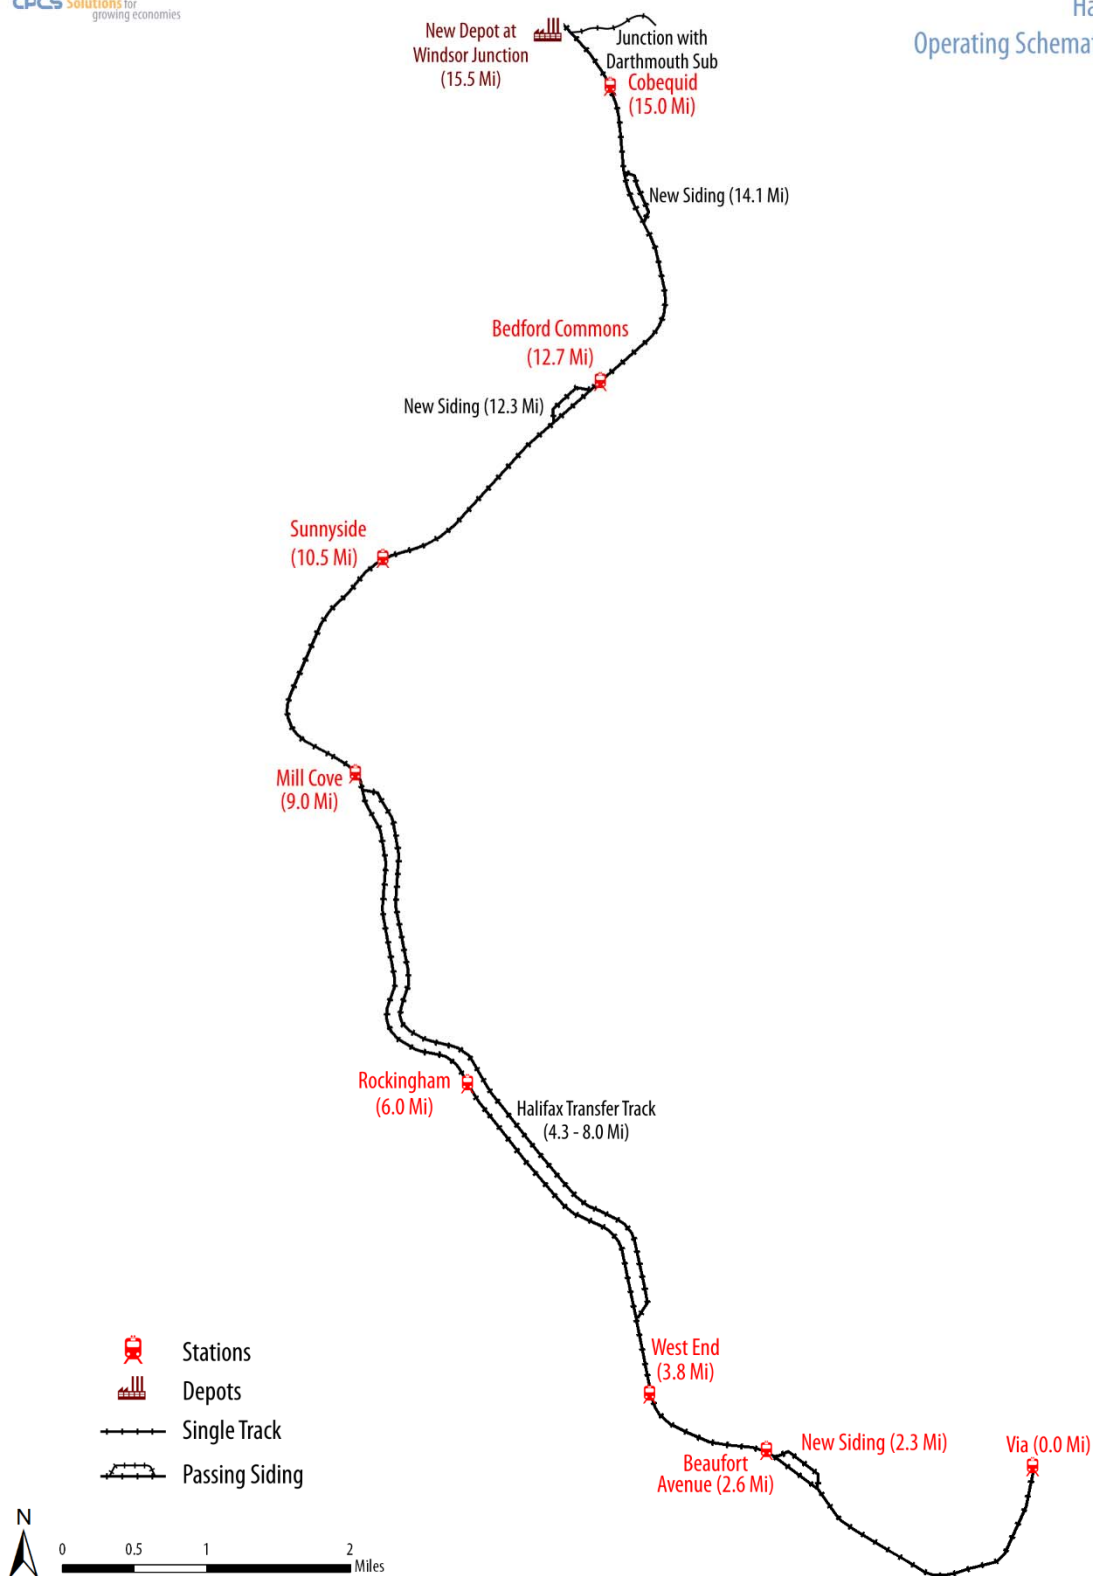 CPCS Solutions for
growing economies
Ha
Operating Schemat
New Depot at
Windsor Junction
(15.5 Mi)
Junction with
Darthmouth Sub
Cobequid
(15.0 Mi)
New Siding (14.1 Mi)
Bedford Commons
(12.7 Mi)
New Siding (12.3 Mi)
Sunnyside
(10.5 Mi)
Mill Cove
(9.0 Mi)
Rockingham
(6.0 Mi)
Halifax Transfer Track
(4.3 - 8.0 Mi)
West End
(3.8 Mi)
New Siding (2.3 Mi)
Via (0.0 Mi)
Beaufort
Avenue (2.6 Mi)
Stations
Depots
Single Track
Passing Siding
N
0 0.5 1 2
Miles